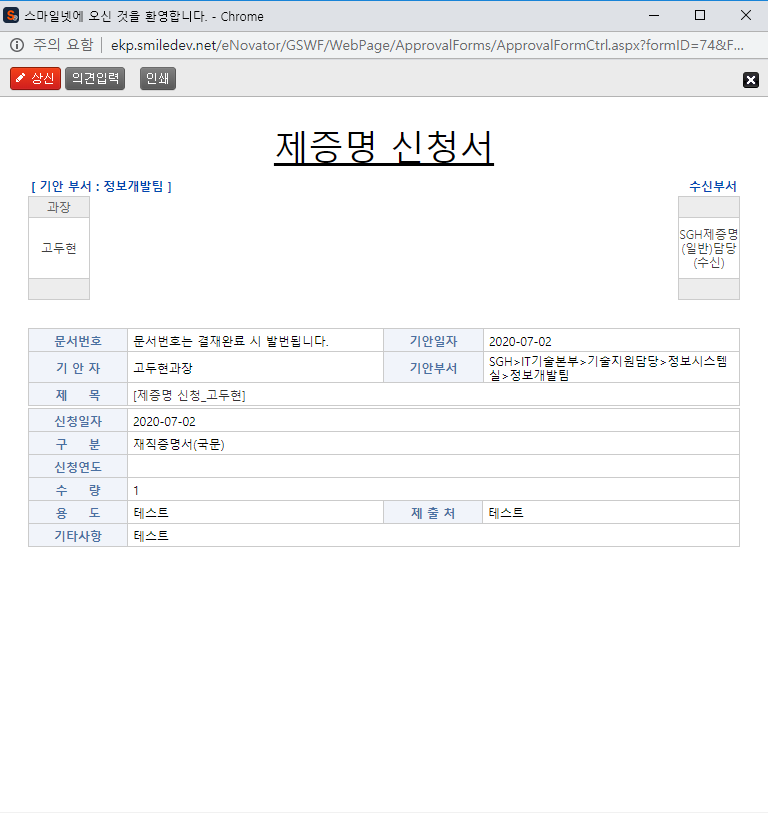 스마일넷에 오신 것을 환영합니다. - Chrome
주의 요함 | ekp.smiledev.net/eNovator/GSWF/WebPage/ApprovalForms/ApprovalFormCtrl.aspx?formID=74&F...
상신 의견입력 인쇄
제증명 신청서
[ 기안 부서 : 정보개발팀 ] 수신부서
과장
고두현
SGH제증명
(일반)담당
(수신)
문서번호 문서번호는 결재완료 시 발번됩니다. 기안일자 2020-07-02
기 안 자 고두현과장 기안부서 SGH>IT기술본부>기술지원담당>정보시스템
실>정보개발팀
제 목 [제증명 신청_고두현]
신청일자 2020-07-02
구 분 재직증명서(국문)
신청연도
수 량 1
용 도 테스트 제 출 처 테스트
기타사항 테스트